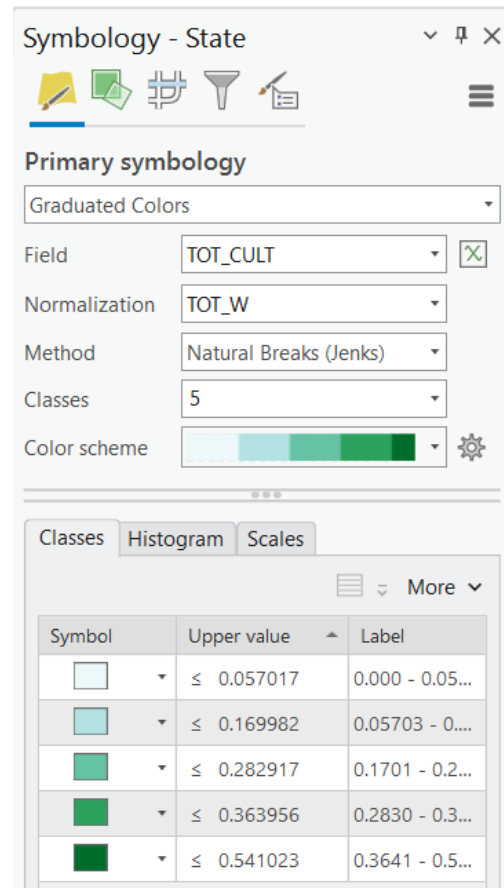 Symbology - State
Primary symbology
Graduated Colors
Field TOT_CULT
Normalization TOT_W
Method Natural Breaks (Jenks)
Classes 5
Color scheme
Classes Histogram Scales
More
Symbol Upper value Label
≤ 0.057017 0.000 - 0.05...
≤ 0.169982 0.05703 - 0....
≤ 0.282917 0.1701 - 0.2...
≤ 0.363956 0.2830 - 0.3...
≤ 0.541023 0.3641 - 0.5...